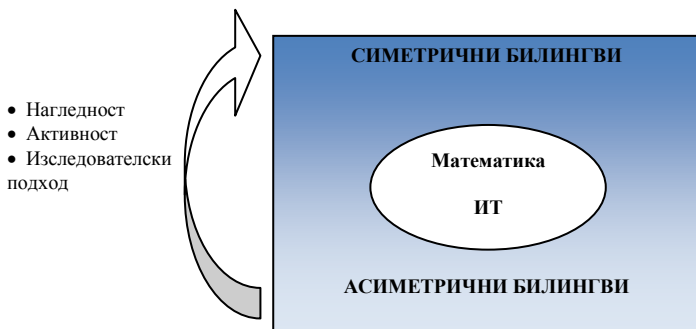 СИМЕТРИЧНИ БИЛИНГВИ
• Нагледност
• Активност
• Изследователски
подход
Математика
ИТ
АСИМЕТРИЧНИ БИЛИНГВИ